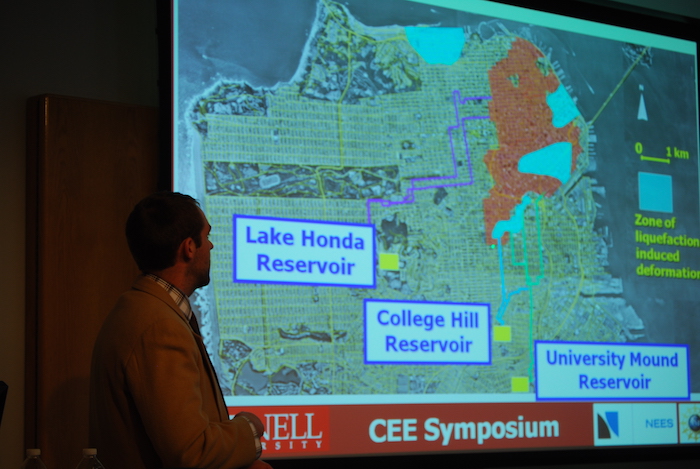 0 1 km
Zone of
liquefaction
induced
deformation
Lake Honda
Reservoir
College Hill
Reservoir
University Mound
Reservoir
CEE Symposium
NEES